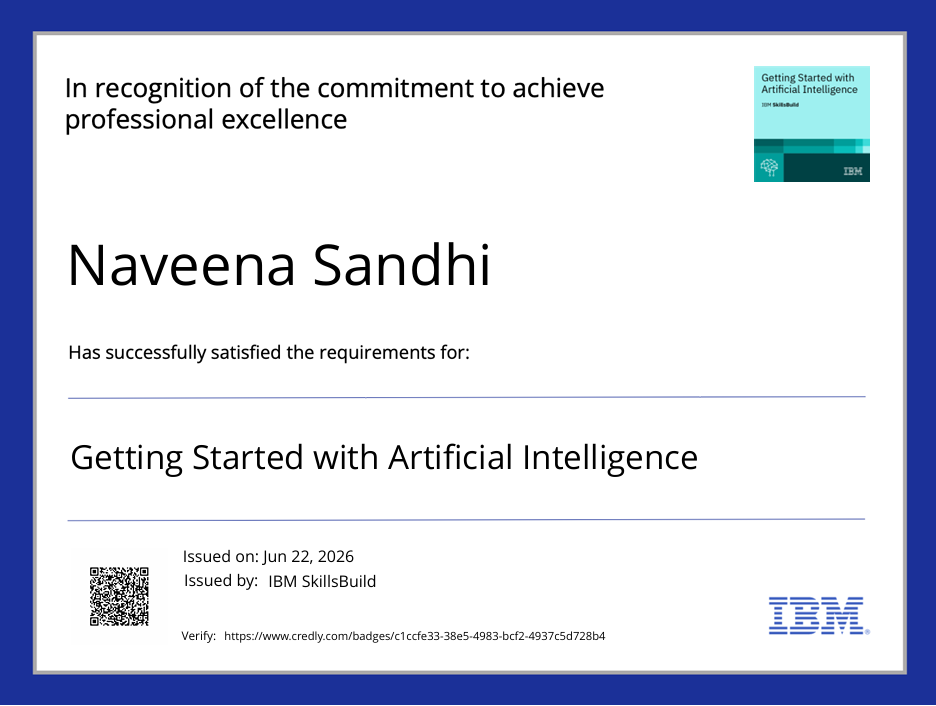 In recognition of the commitment to achieve
professional excellence
Getting Started with
Artificial Intelligence
IBM SkillsBuild
IBM
Naveena Sandhi
Has successfully satisfied the requirements for:
Getting Started with Artificial Intelligence
Issued on: Jun 22, 2026
Issued by: IBM SkillsBuild
Verify: https://www.credly.com/badges/c1ccfe33-38e5-4983-bcf2-4937c5d728b4
IBM®